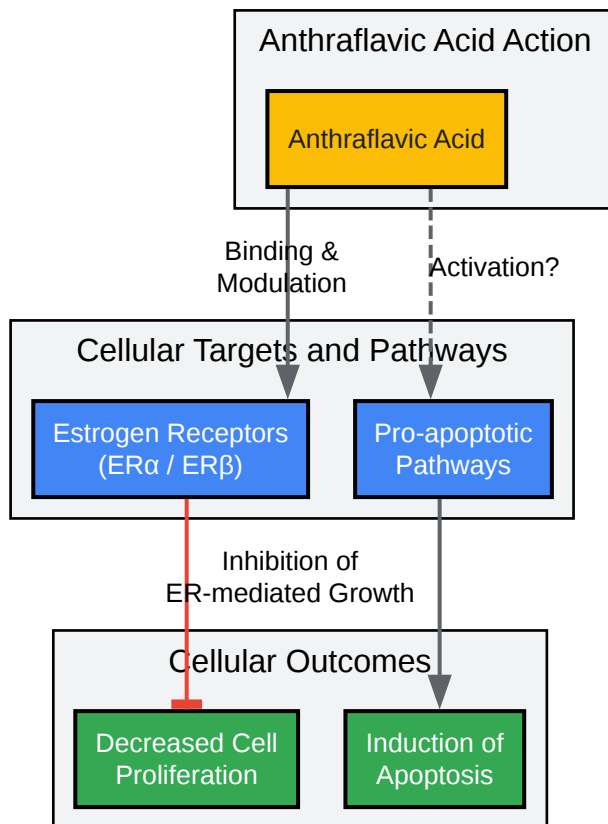 Anthraflavic Acid Action
Anthraflavic Acid
Binding &
Modulation
Activation?
Cellular Targets and Pathways
Estrogen Receptors
(ERα / ERβ)
Pro-apoptotic
Pathways
Inhibition of
ER-mediated Growth
Cellular Outcomes
Decreased Cell
Proliferation
Induction of
Apoptosis